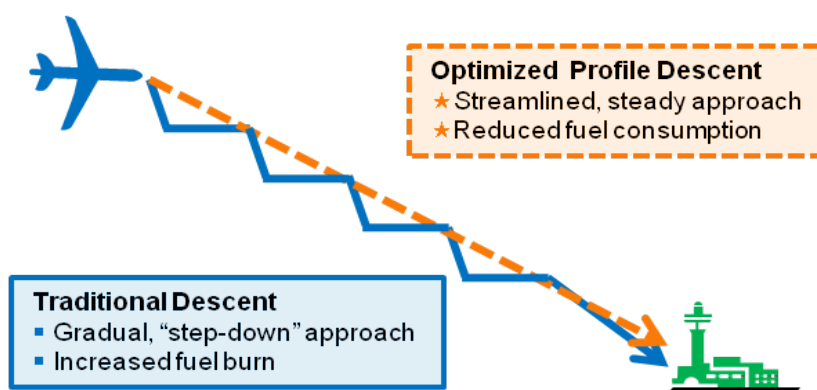 Optimized Profile Descent
★Streamlined, steady approach
★Reduced fuel consumption
Traditional Descent
▪ Gradual, “step-down” approach
▪ Increased fuel burn